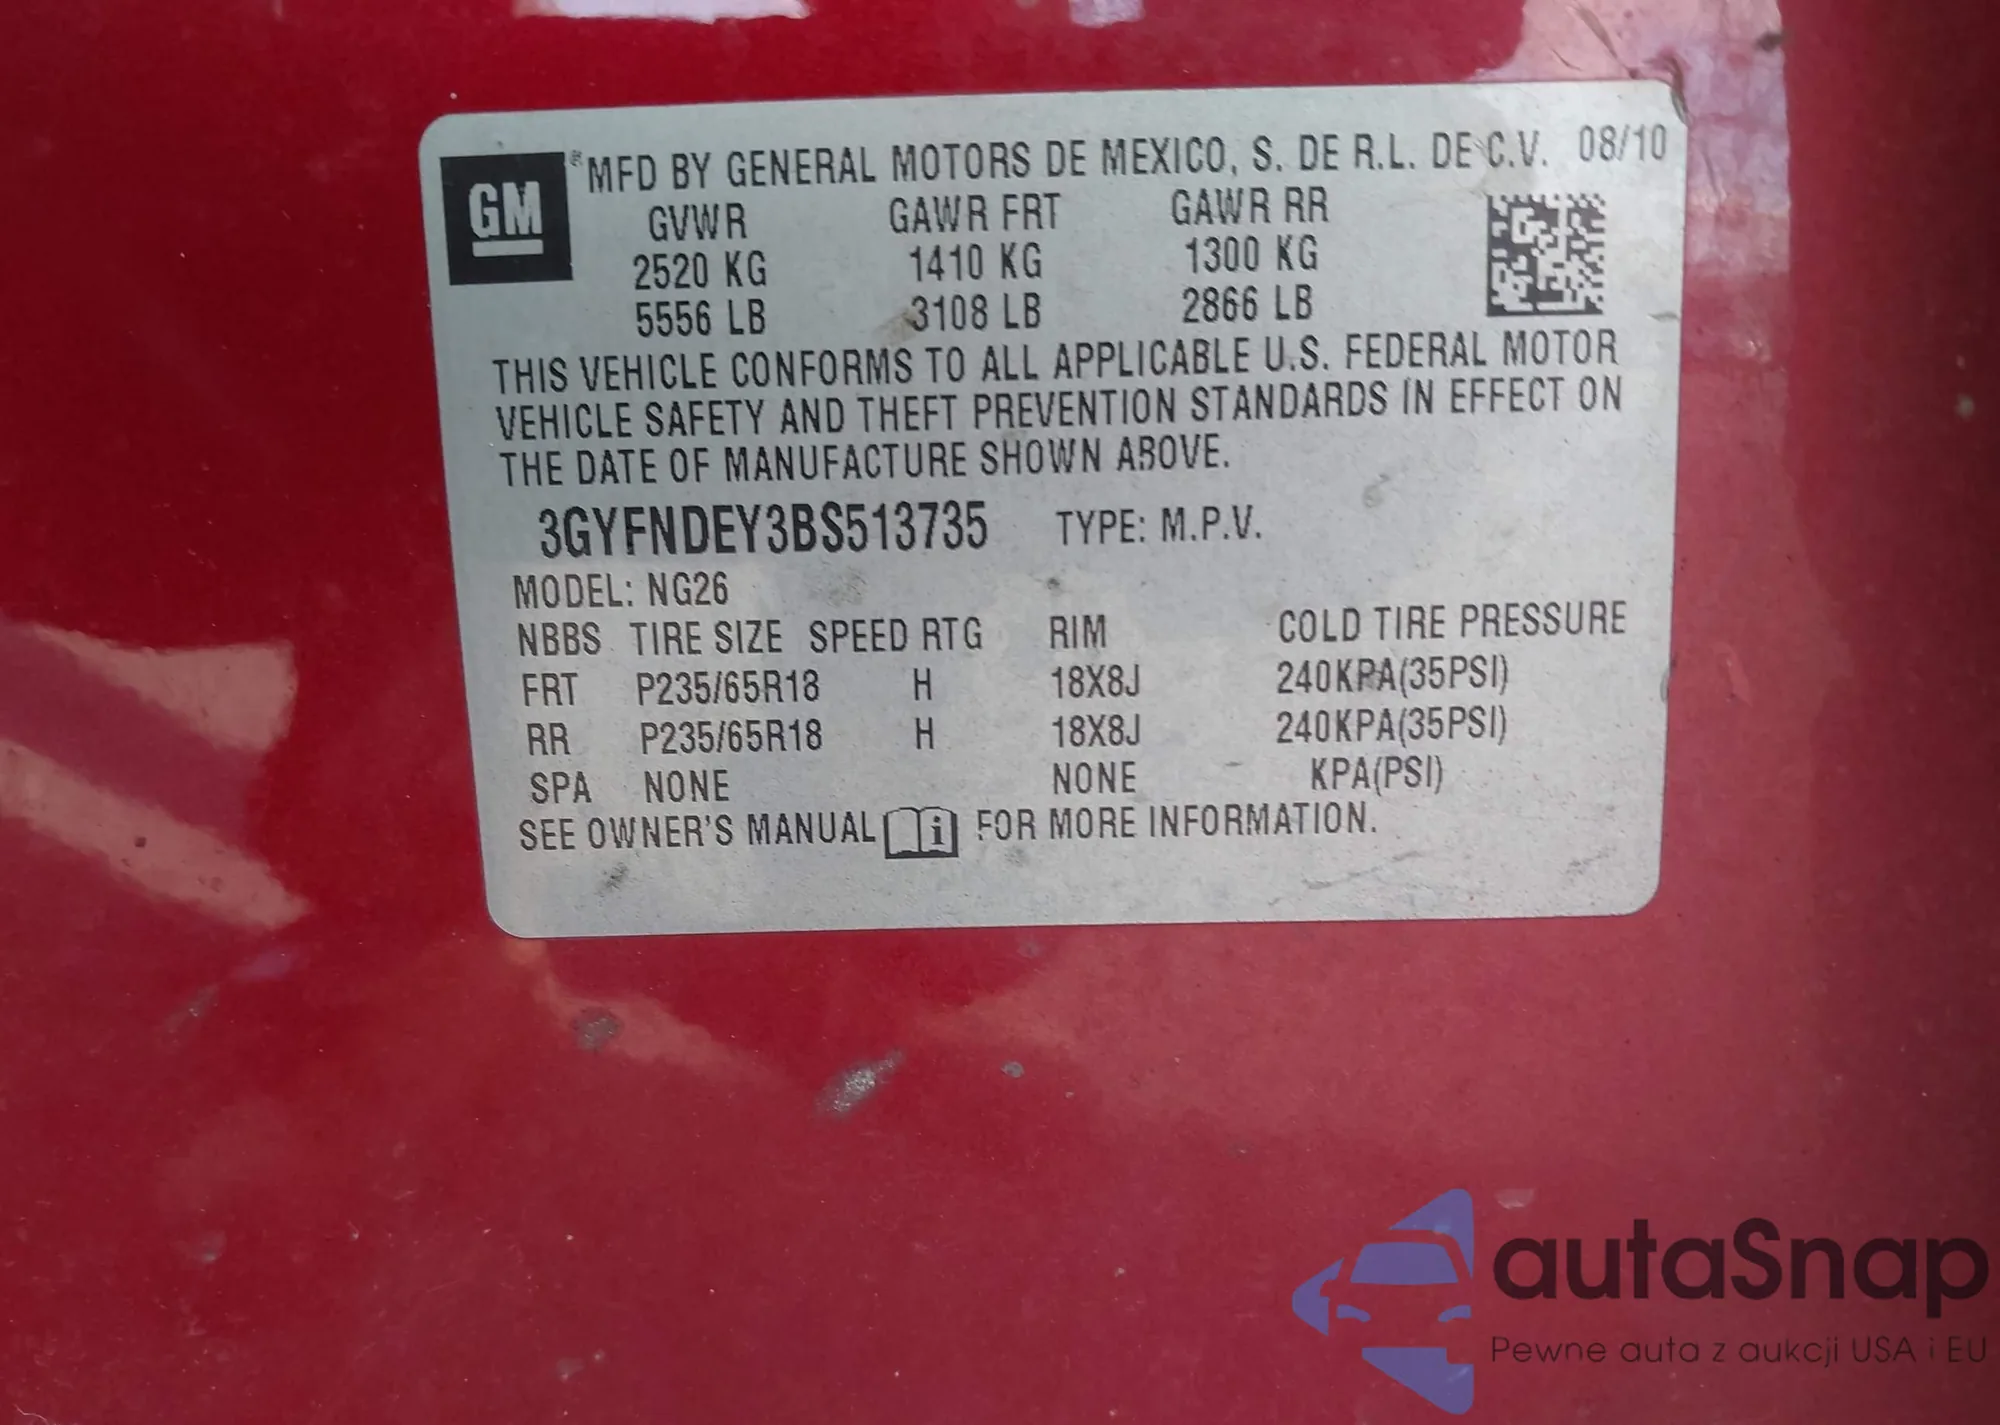 GM
® MFD BY GENERAL MOTORS DE MEXICO, S. DE R.L. DE C.V. 08/10
GVWR GAWR FRT GAWR RR
2520 KG 1410 KG 1300 KG
5556 LB 3108 LB 2866 LB
THIS VEHICLE CONFORMS TO ALL APPLICABLE U.S. FEDERAL MOTOR
VEHICLE SAFETY AND THEFT PREVENTION STANDARDS IN EFFECT ON
THE DATE OF MANUFACTURE SHOWN ABOVE.
3GYFNDEY3BS513735 TYPE: M.P.V.
MODEL: NG26
NBBS TIRE SIZE SPEED RTG RIM COLD TIRE PRESSURE
FRT P235/65R18 H 18X8J 240KPA(35PSI)
RR P235/65R18 H 18X8J 240KPA(35PSI)
SPA NONE NONE KPA(PSI)
SEE OWNER'S MANUAL i FOR MORE INFORMATION.
autaSnap
Pewne auta z aukcji USA i EU